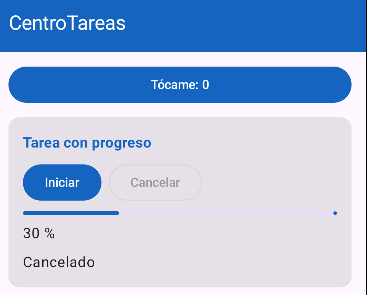 CentroTareas
Tócame: 0
Tarea con progreso
Iniciar
Cancelar
30 %
Cancelado